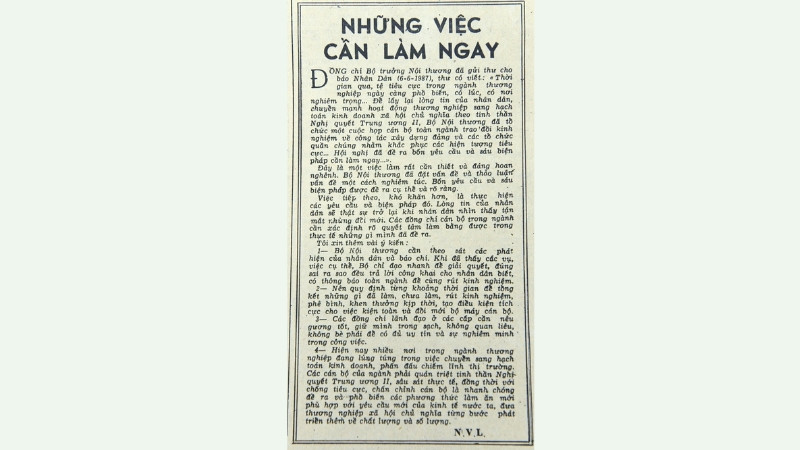 NHỮNG VIỆC
CẦN LÀM NGAY
ĐỒNG chí Bộ trưởng Nội thương đã gửi thư cho
báo Nhân Dân (6-6-1987), thư có viết: «Thời
gian qua, tệ tiêu cực trong ngành thương
nghiệp ngày càng phổ biến, có lúc, có nơi
nghiêm trọng... Để lấy lại lòng tin của nhân dân,
chuyển mạnh hoạt động thương nghiệp sang hạch
toán kinh doanh xã hội chủ nghĩa theo tinh thần
Nghị quyết Trung ương II, Bộ Nội thương đã tổ
chức một cuộc họp cán bộ toàn ngành trao đổi kinh
nghiệm về công tác xây dựng đảng và các tổ chức
quần chúng nhằm khắc phục các hiện tượng tiêu
cực... Hội nghị đã đề ra bốn yêu cầu và sáu biện
pháp cần làm ngay...».
Đây là một việc làm rất cần thiết và đáng hoan
nghênh. Bộ Nội thương đã đặt vấn đề và thảo luận
vấn đề một cách nghiêm túc. Bốn yêu cầu và sáu
biện pháp được đề ra cụ thể và rõ ràng.
Việc tiếp theo, khó khăn hơn, là thực hiện
các yêu cầu và biện pháp đó. Lòng tin của nhân
dân sẽ thật sự trở lại khi nhân dân nhìn thấy tận
mắt những đổi mới. Các đồng chí cán bộ trong ngành
cần xác định rõ quyết tâm làm bằng được trong
thực tế những gì mình đã đề ra.
Tôi xin thêm vài ý kiến:
1— Bộ Nội thương cần theo sát các phát
hiện của nhân dân và báo chí. Khi đã thấy các vụ,
việc cụ thể, Bộ chỉ đạo nhanh để giải quyết, đúng
sai ra sao đều trả lời công khai cho nhân dân biết,
có thông báo toàn ngành để cùng rút kinh nghiệm.
2— Nên quy định từng khoảng thời gian để tổng
kết những gì đã làm, chưa làm, rút kinh nghiệm,
phê bình, khen thưởng kịp thời, tạo điều kiện tích
cực cho việc kiện toàn và đổi mới bộ máy cán bộ.
3— Các đồng chí lãnh đạo ở các cấp cần nêu
gương tốt, giữ mình trong sạch, không quan liêu,
không bè phái để có đủ uy tín và sự nghiêm minh
trong công việc.
4— Hiện nay nhiều nơi trong ngành thương
nghiệp đang lúng túng trong việc chuyển sang hạch
toán kinh doanh, phấn đấu chiếm lĩnh thị trường.
Các cán bộ của ngành phải quán triệt tinh thần Nghị
quyết Trung ương II, sâu sát thực tế, đồng thời với
chống tiêu cực, chấn chỉnh cán bộ là nhanh chóng
đề ra và phổ biến các phương thức làm ăn mới
phù hợp với yêu cầu mới của kinh tế nước ta, đưa
thương nghiệp xã hội chủ nghĩa từng bước phát
triển thêm về chất lượng và số lượng.
N.V.L.